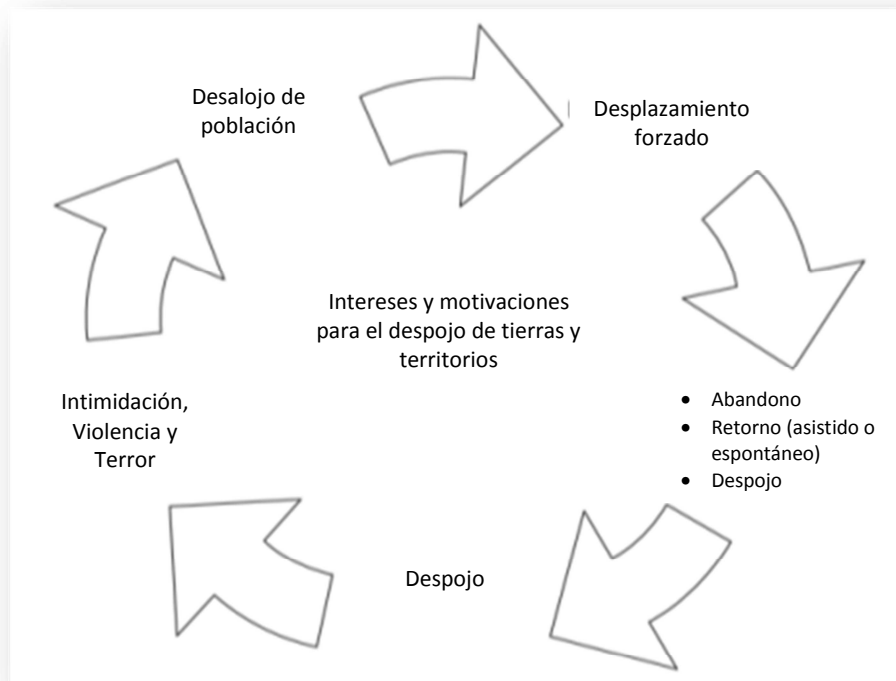 Desalojo de
población
Desplazamiento
forzado
Intereses y motivaciones
para el despojo de tierras y
territorios
Intimidación,
Violencia y
Terror
• Abandono
• Retorno (asistido o
espontáneo)
• Despojo
Despojo